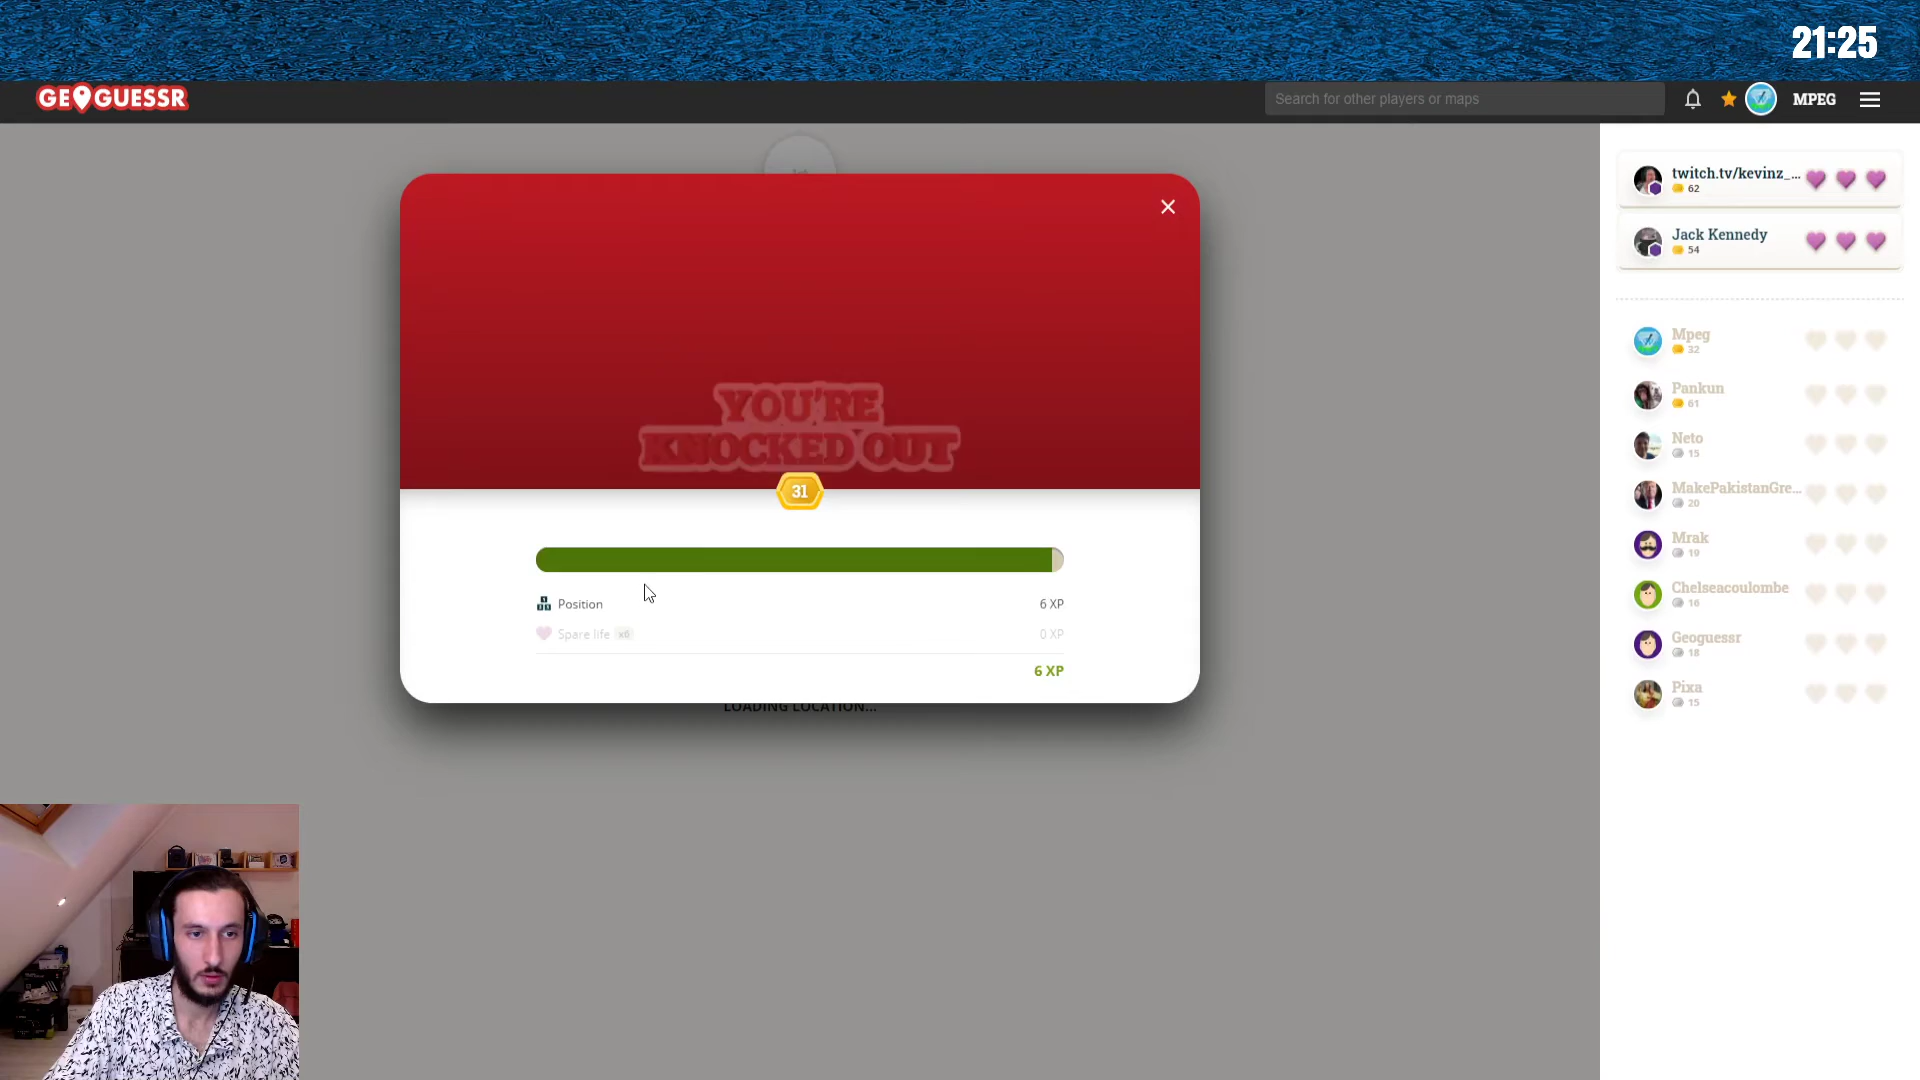 21:25
GEOGUESSR
Search for other players or maps
MPEG
twitch.tv/kevinz_...
62
Jack Kennedy
54
YOU'RE
KNOCKED OUT
31
Position
6 XP
Spare life x6
0 XP
6 XP
LOADING LOCATION...
Mpeg
32
Pankun
61
Neto
15
MakePakistanGre...
20
Mrak
19
Chelseacoulombe
16
Geoguessr
18
Pixa
15